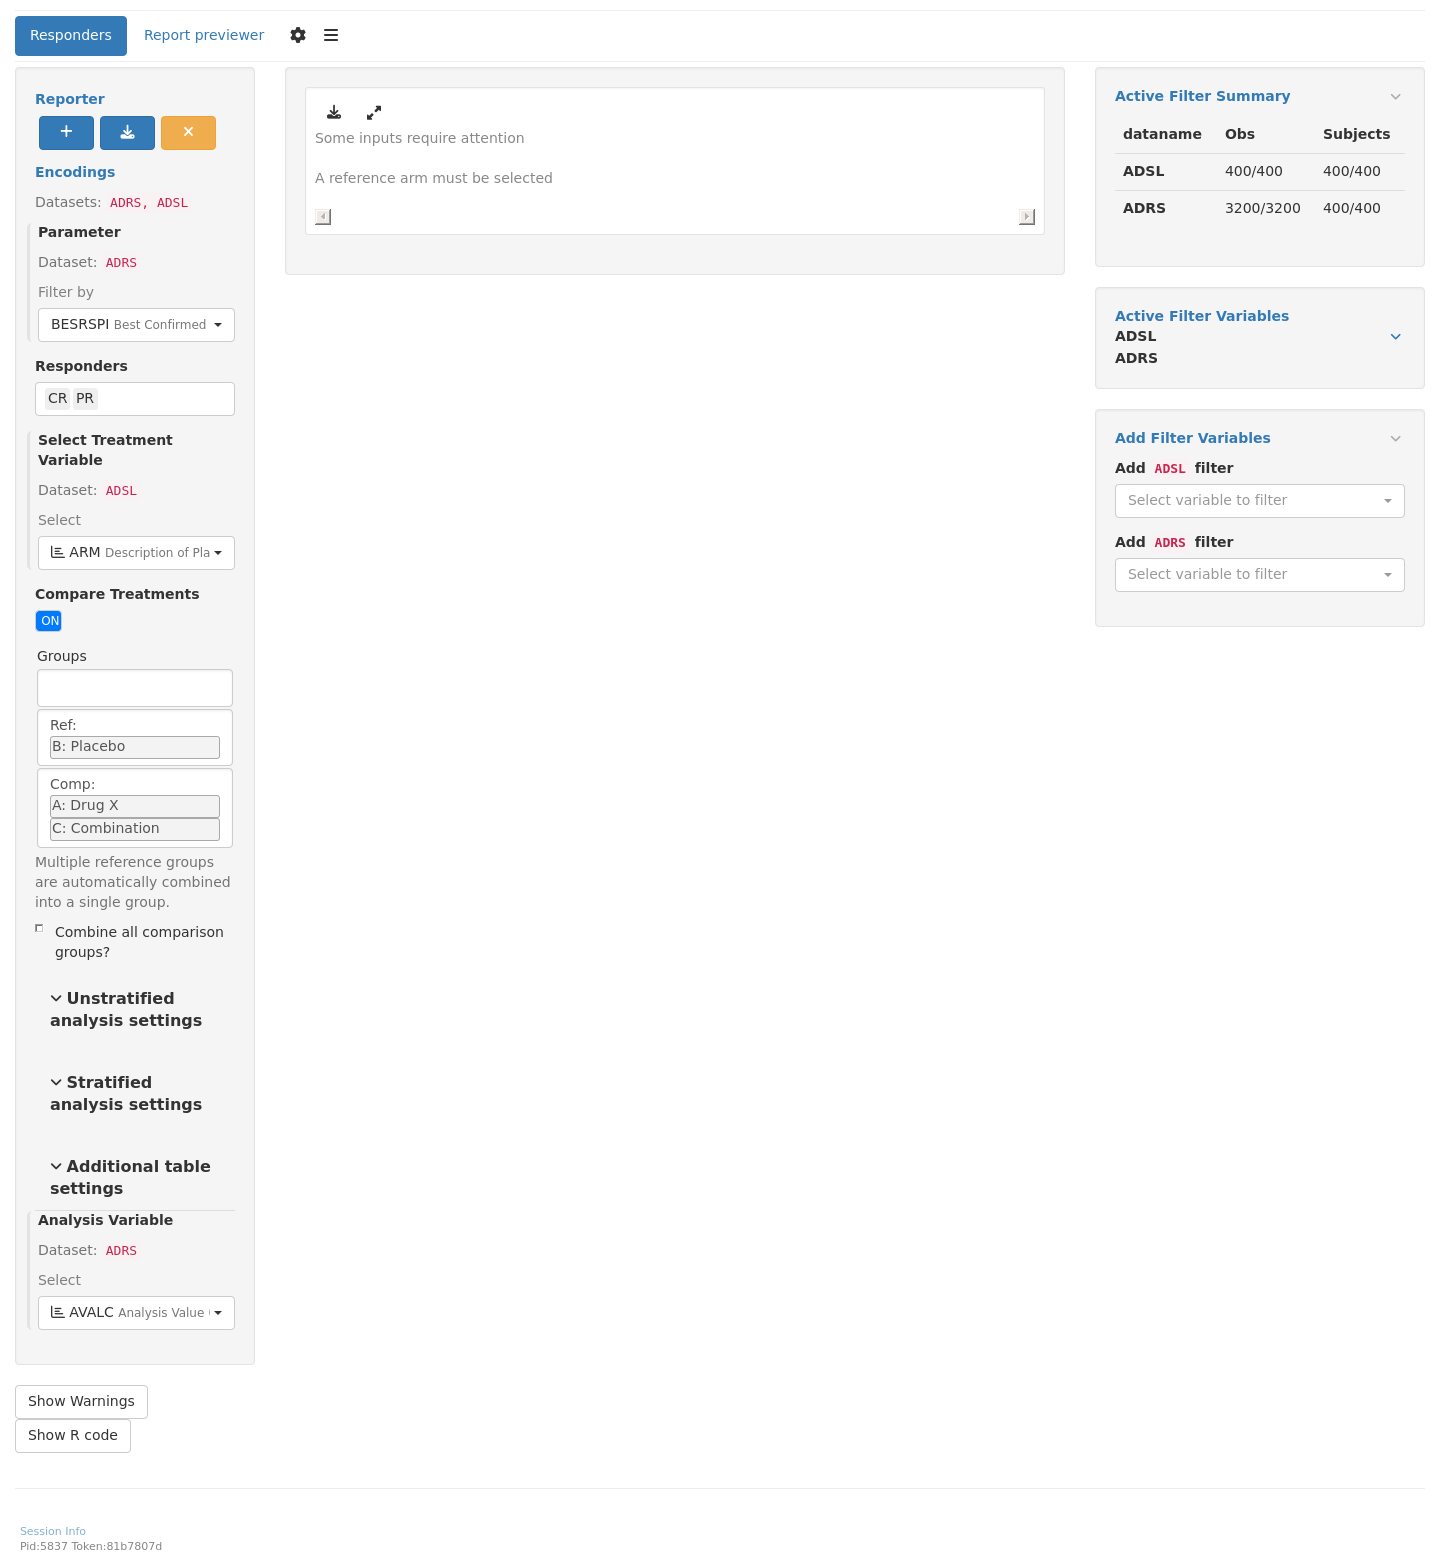 Responders
Report previewer
Reporter
Encodings
Datasets: ADRS, ADSL
Parameter
Dataset: ADRS
Filter by
BESRSPI Best Confirmed
Responders
CR PR
Select Treatment
Variable
Dataset: ADSL
Select
ARM Description of Pla
Compare Treatments
ON
Groups
Ref:
B: Placebo
Comp:
A: Drug X
C: Combination
Multiple reference groups
are automatically combined
into a single group.
Combine all comparison
groups?
Unstratified
analysis settings
Stratified
analysis settings
Additional table
settings
Analysis Variable
Dataset: ADRS
Select
AVALC Analysis Value
Show Warnings
Show R code
Some inputs require attention
A reference arm must be selected
Active Filter Summary
dataname Obs Subjects
ADSL 400/400 400/400
ADRS 3200/3200 400/400
Active Filter Variables
ADSL
ADRS
Add Filter Variables
Add ADSL filter
Select variable to filter
Add ADRS filter
Select variable to filter
Session Info
Pid:5837 Token:81b7807d